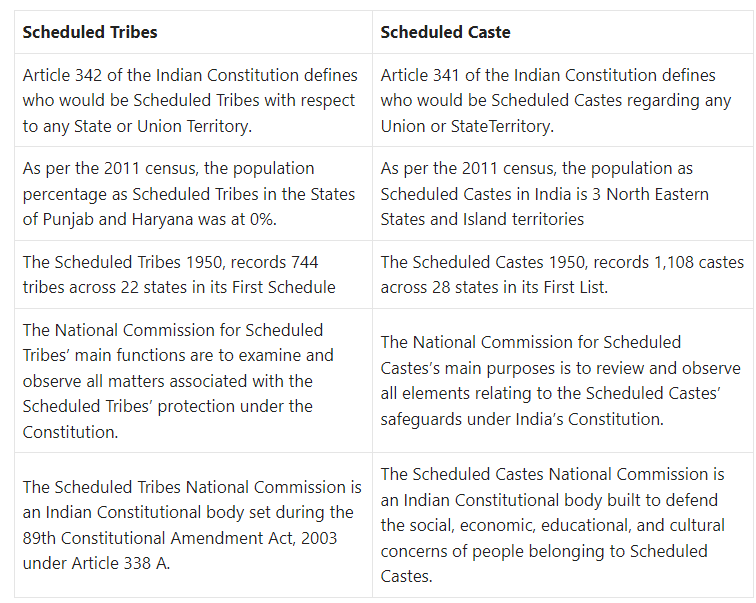 Scheduled Tribes
Scheduled Caste
Article 342 of the Indian Constitution defines
who would be Scheduled Tribes with respect
to any State or Union Territory.
Article 341 of the Indian Constitution defines
who would be Scheduled Castes regarding any
Union or StateTerritory.
As per the 2011 census, the population
percentage as Scheduled Tribes in the States
of Punjab and Haryana was at 0%.
As per the 2011 census, the population as
Scheduled Castes in India is 3 North Eastern
States and Island territories
The Scheduled Tribes 1950, records 744
tribes across 22 states in its First Schedule
The Scheduled Castes 1950, records 1,108 castes
across 28 states in its First List.
The National Commission for Scheduled
Tribes’ main functions are to examine and
observe all matters associated with the
Scheduled Tribes’ protection under the
Constitution.
The National Commission for Scheduled
Castes’s main purposes is to review and observe
all elements relating to the Scheduled Castes’
safeguards under India’s Constitution.
The Scheduled Tribes National Commission is
an Indian Constitutional body set during the
89th Constitutional Amendment Act, 2003
under Article 338 A.
The Scheduled Castes National Commission is
an Indian Constitutional body built to defend
the social, economic, educational, and cultural
concerns of people belonging to Scheduled
Castes.